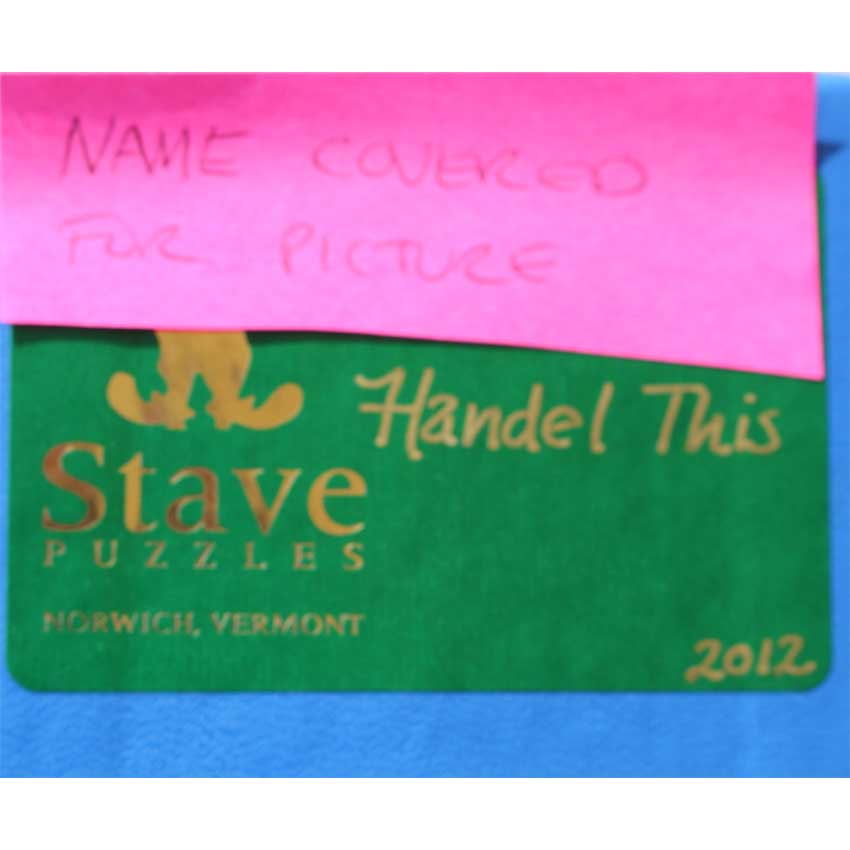 NAME COVERED
FOR PICTURE
Handel This
Stave
PUZZLES
NORWICH, VERMONT
2012